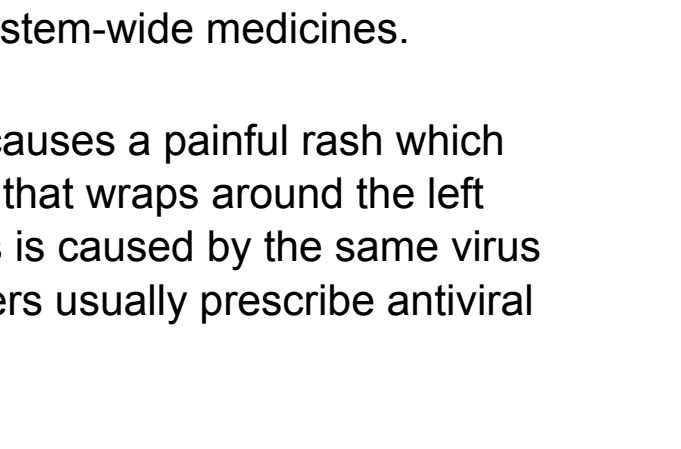 stem-wide medicines.
causes a painful rash which
that wraps around the left
s is caused by the same virus
ers usually prescribe antiviral